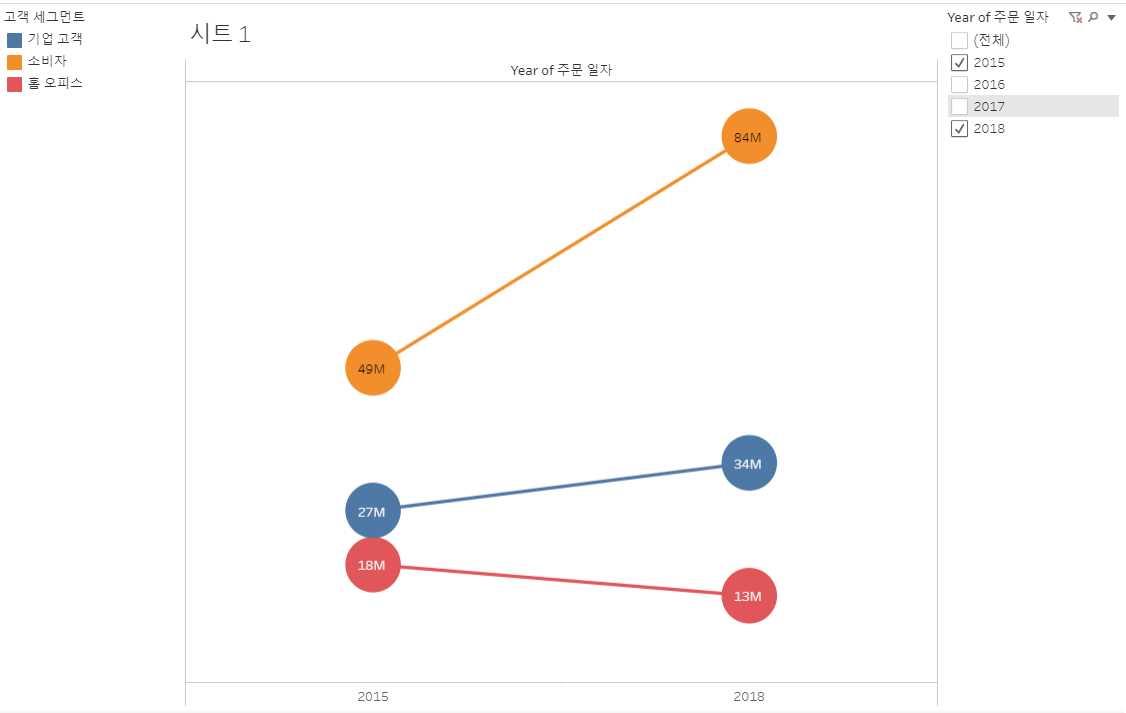 고객 세그먼트
기업 고객
소비자
홈 오피스
시트 1
Year of 주문 일자
84M
49M
34M
27M
18M
13M
2015
2018
Year of 주문 일자
(전체)
2015
2016
2017
2018